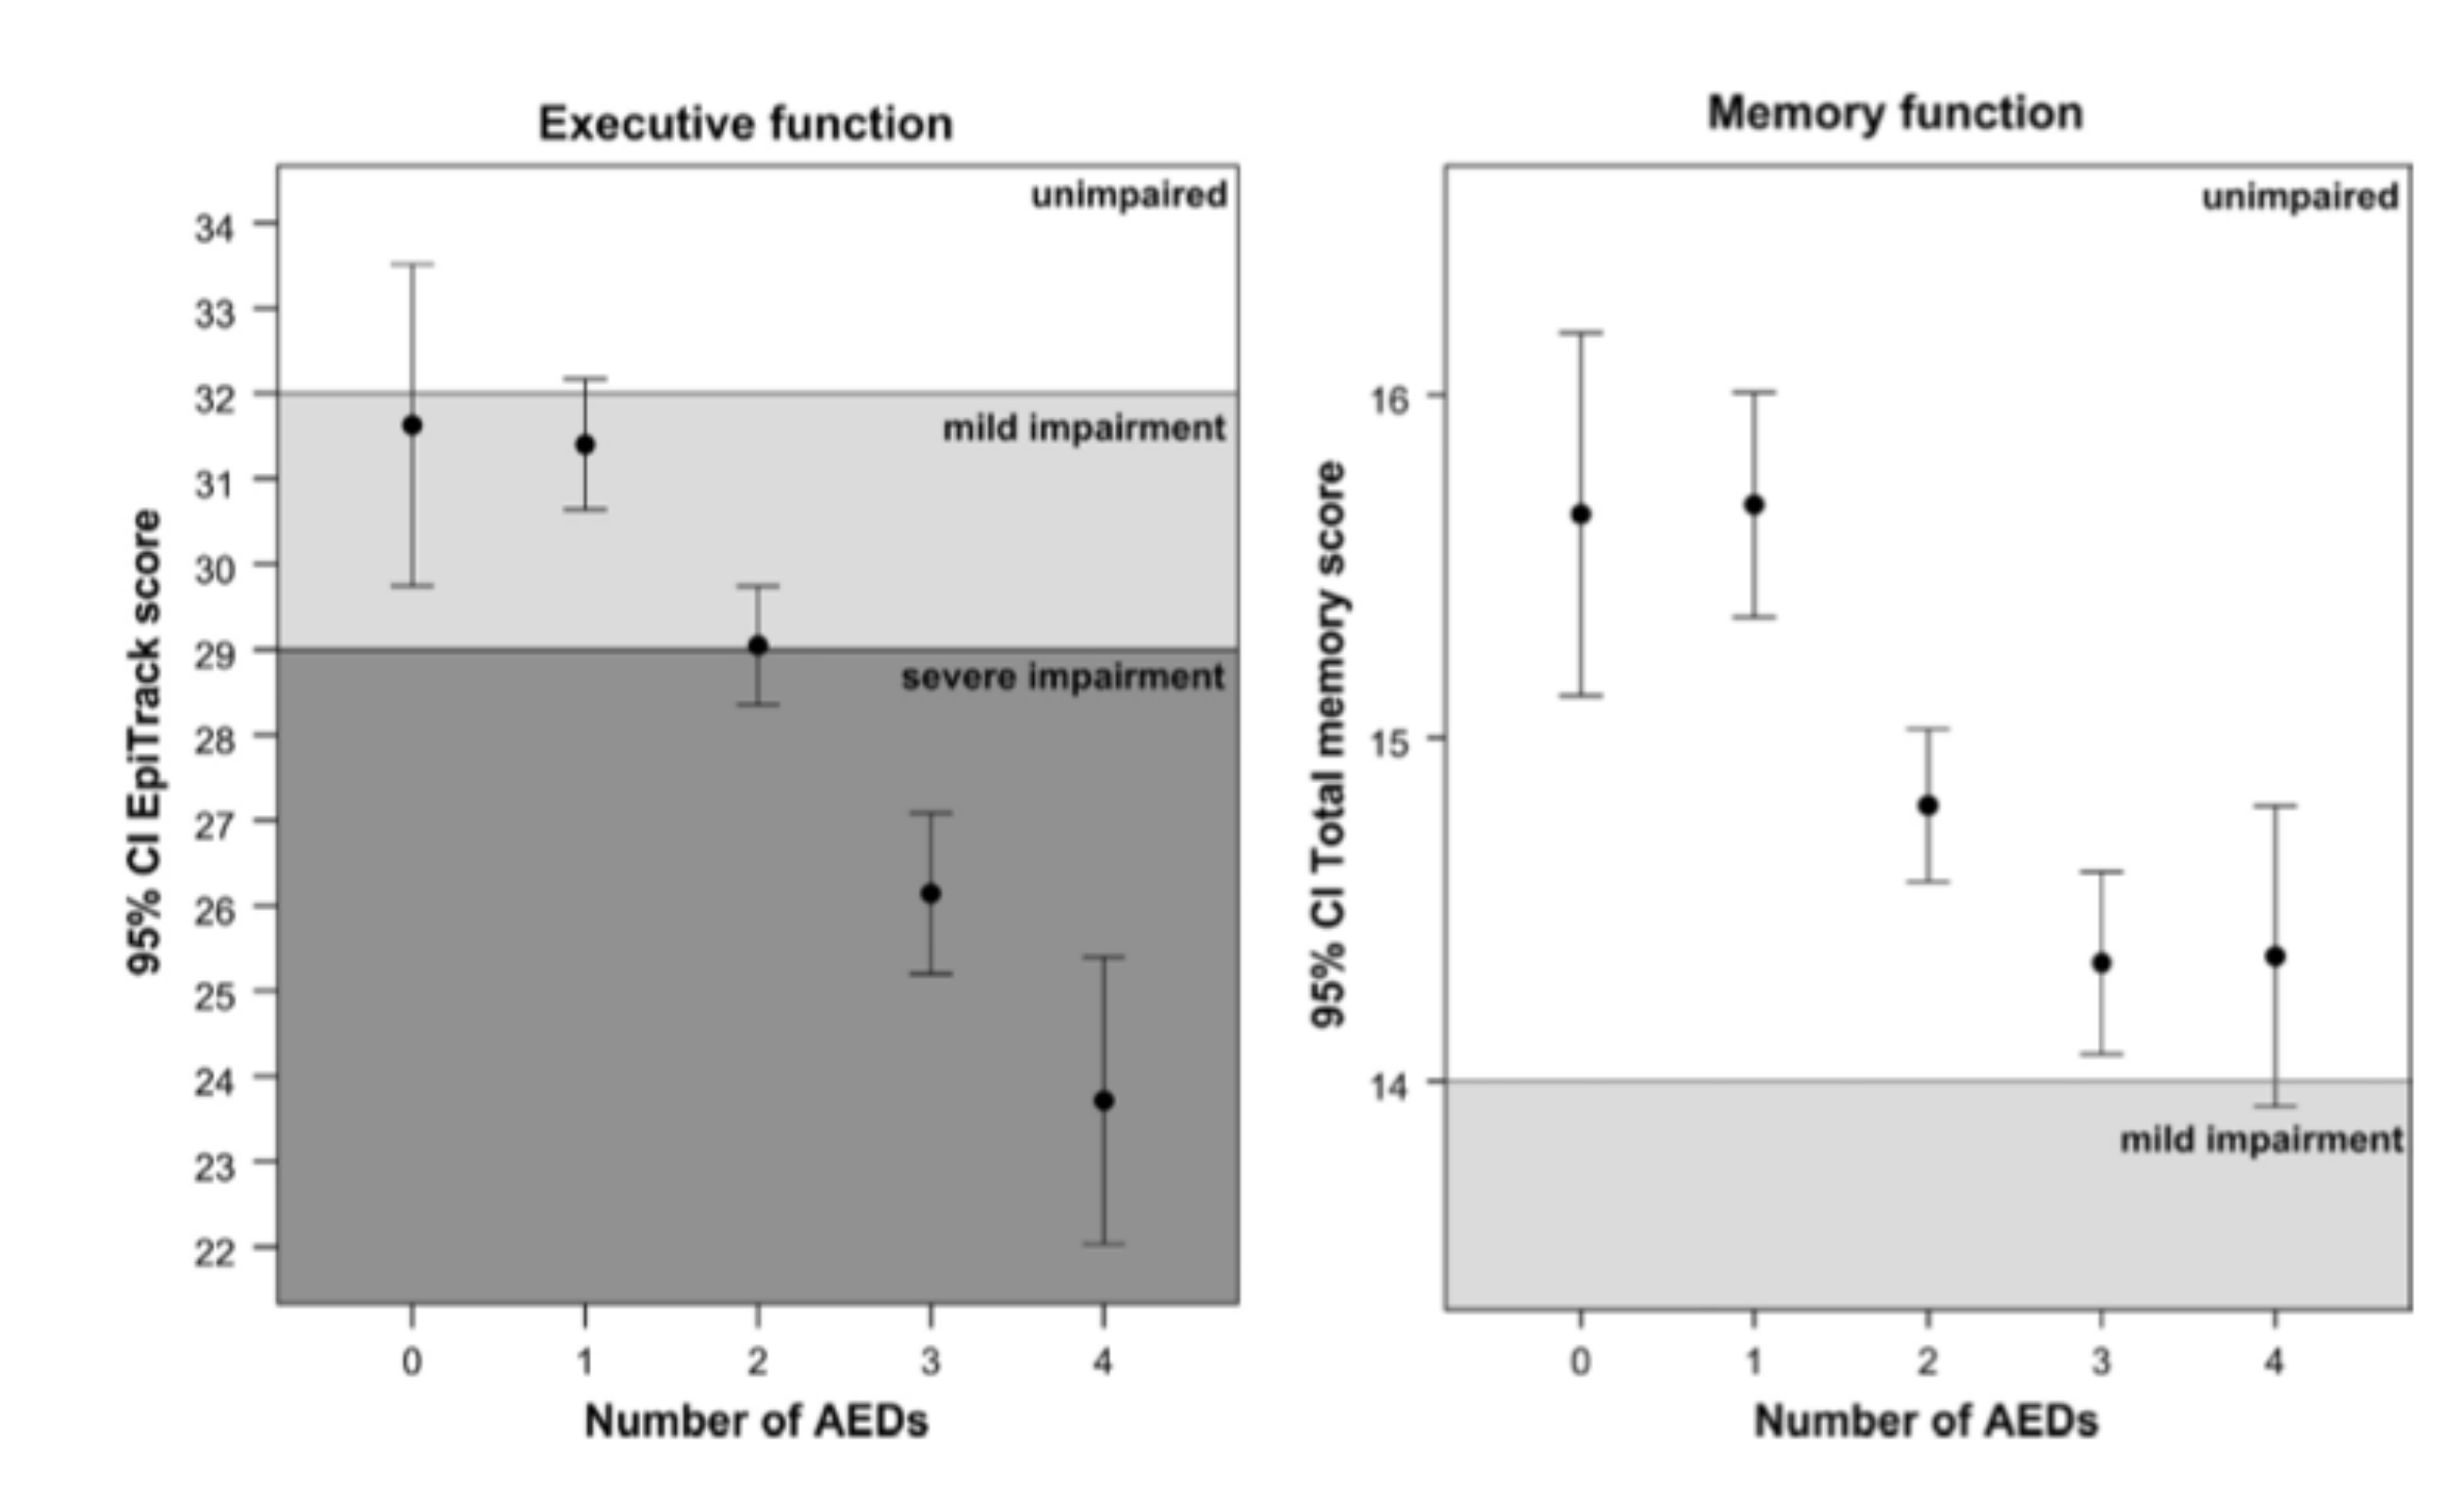 Executive function
unimpaired
34
33
32
mild impairment
31
30
29
severe impairment
28
27
26
25
24
23
22
95% CI EpiTrack score
0 1 2 3 4
Number of AEDs
Memory function
unimpaired
16
15
14
mild impairment
95% CI Total memory score
0 1 2 3 4
Number of AEDs